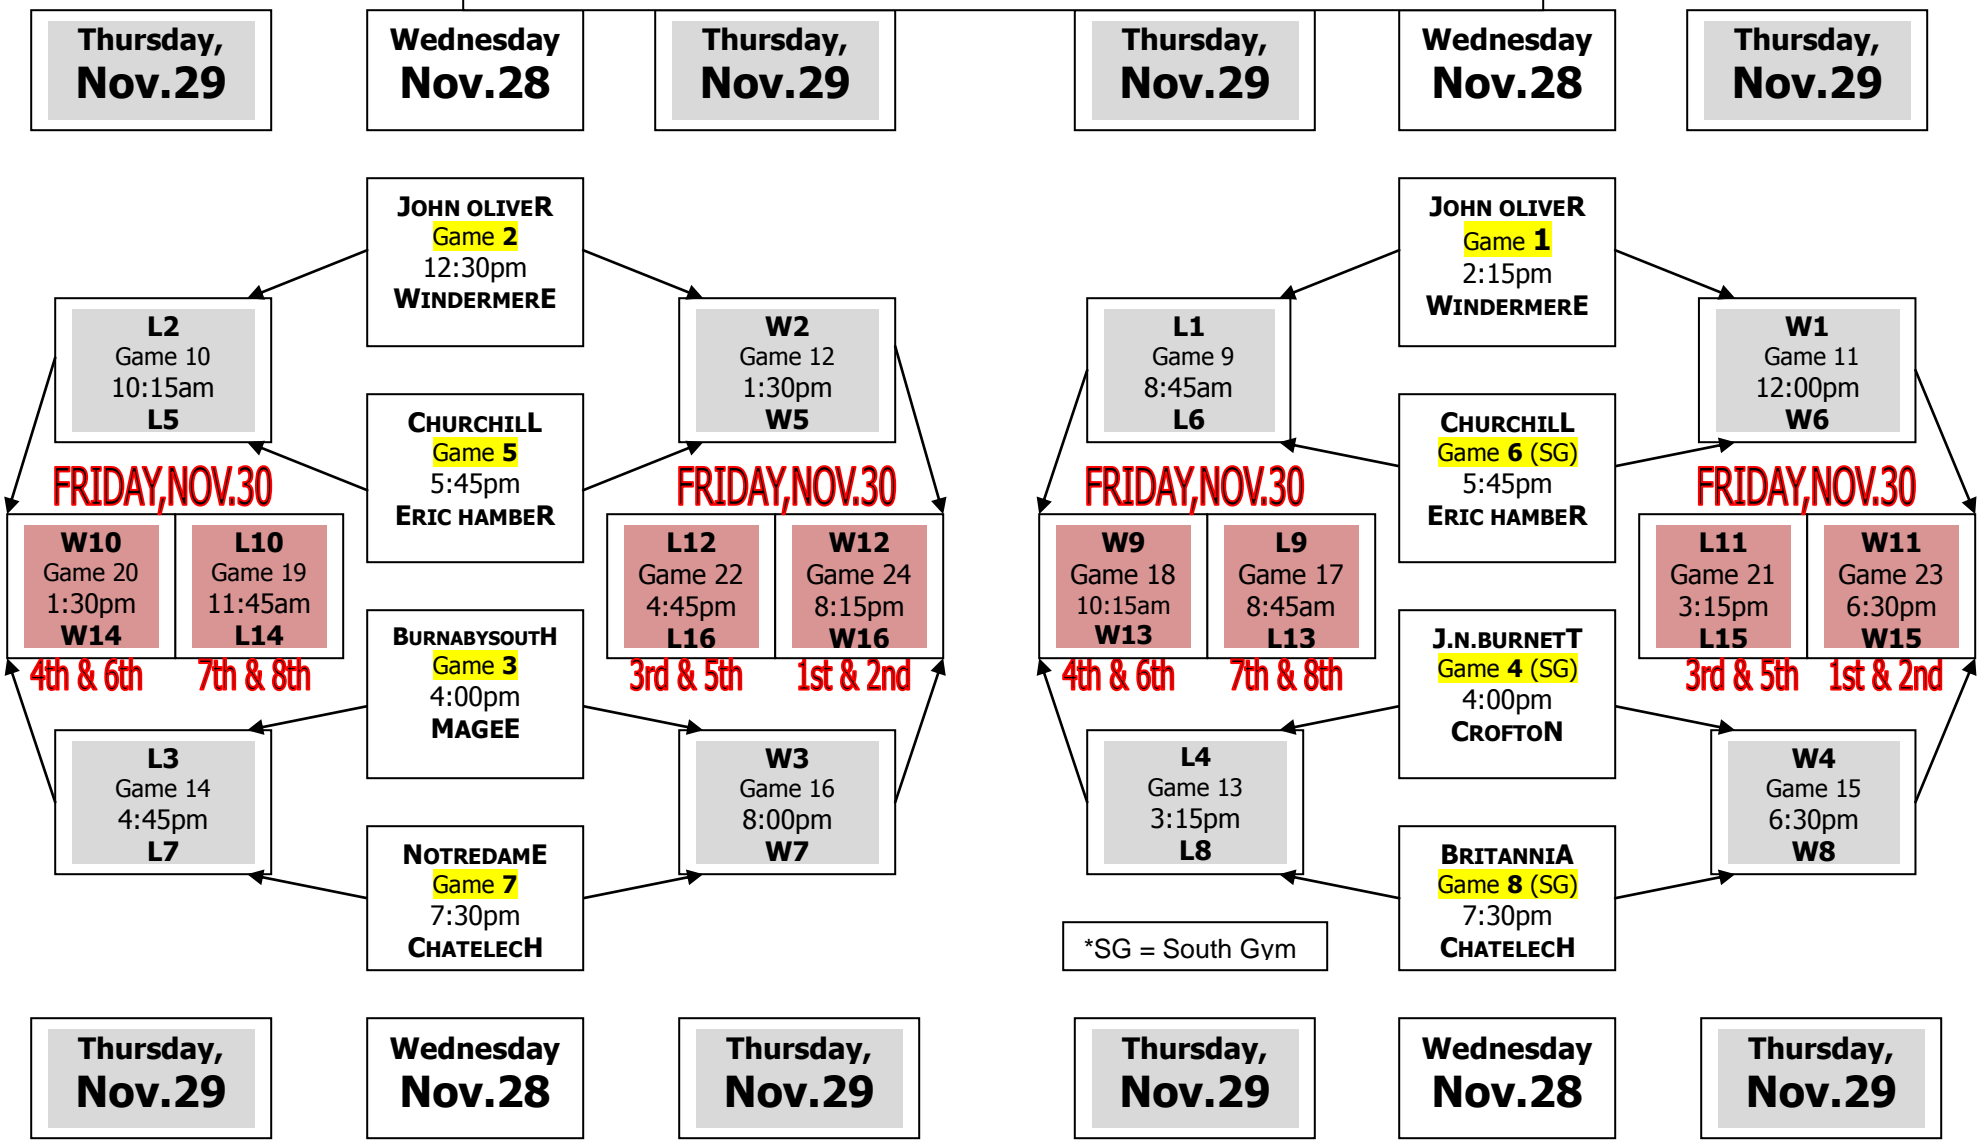 Thursday,
Nov.29
Wednesday
Nov.28
Thursday,
Nov.29
Thursday,
Nov.29
Wednesday
Nov.28
Thursday,
Nov.29
JOHN OLIVER
Game 2
12:30pm
WINDERMERE
L2
Game 10
10:15am
L5
W2
Game 12
1:30pm
W5
CHURCHILL
Game 5
5:45pm
ERIC HAMBER
FRIDAY,NOV.30
FRIDAY,NOV.30
W10
Game 20
1:30pm
W14
4th & 6th
L10
Game 19
11:45am
L14
7th & 8th
L12
Game 22
4:45pm
L16
3rd & 5th
W12
Game 24
8:15pm
W16
1st & 2nd
BURNABYSOUTH
Game 3
4:00pm
MAGEE
L3
Game 14
4:45pm
L7
W3
Game 16
8:00pm
W7
NOTREDAME
Game 7
7:30pm
CHATELECH
JOHN OLIVER
Game 1
2:15pm
WINDERMERE
L1
Game 9
8:45am
L6
W1
Game 11
12:00pm
W6
CHURCHILL
Game 6 (SG)
5:45pm
ERIC HAMBER
FRIDAY,NOV.30
FRIDAY,NOV.30
W9
Game 18
10:15am
W13
4th & 6th
L9
Game 17
8:45am
L13
7th & 8th
L11
Game 21
3:15pm
L15
3rd & 5th
W11
Game 23
6:30pm
W15
1st & 2nd
J.N.BURNETT
Game 4 (SG)
4:00pm
CROFTON
L4
Game 13
3:15pm
L8
W4
Game 15
6:30pm
W8
BRITANNIA
Game 8 (SG)
7:30pm
CHATELECH
*SG = South Gym
Thursday,
Nov.29
Wednesday
Nov.28
Thursday,
Nov.29
Thursday,
Nov.29
Wednesday
Nov.28
Thursday,
Nov.29